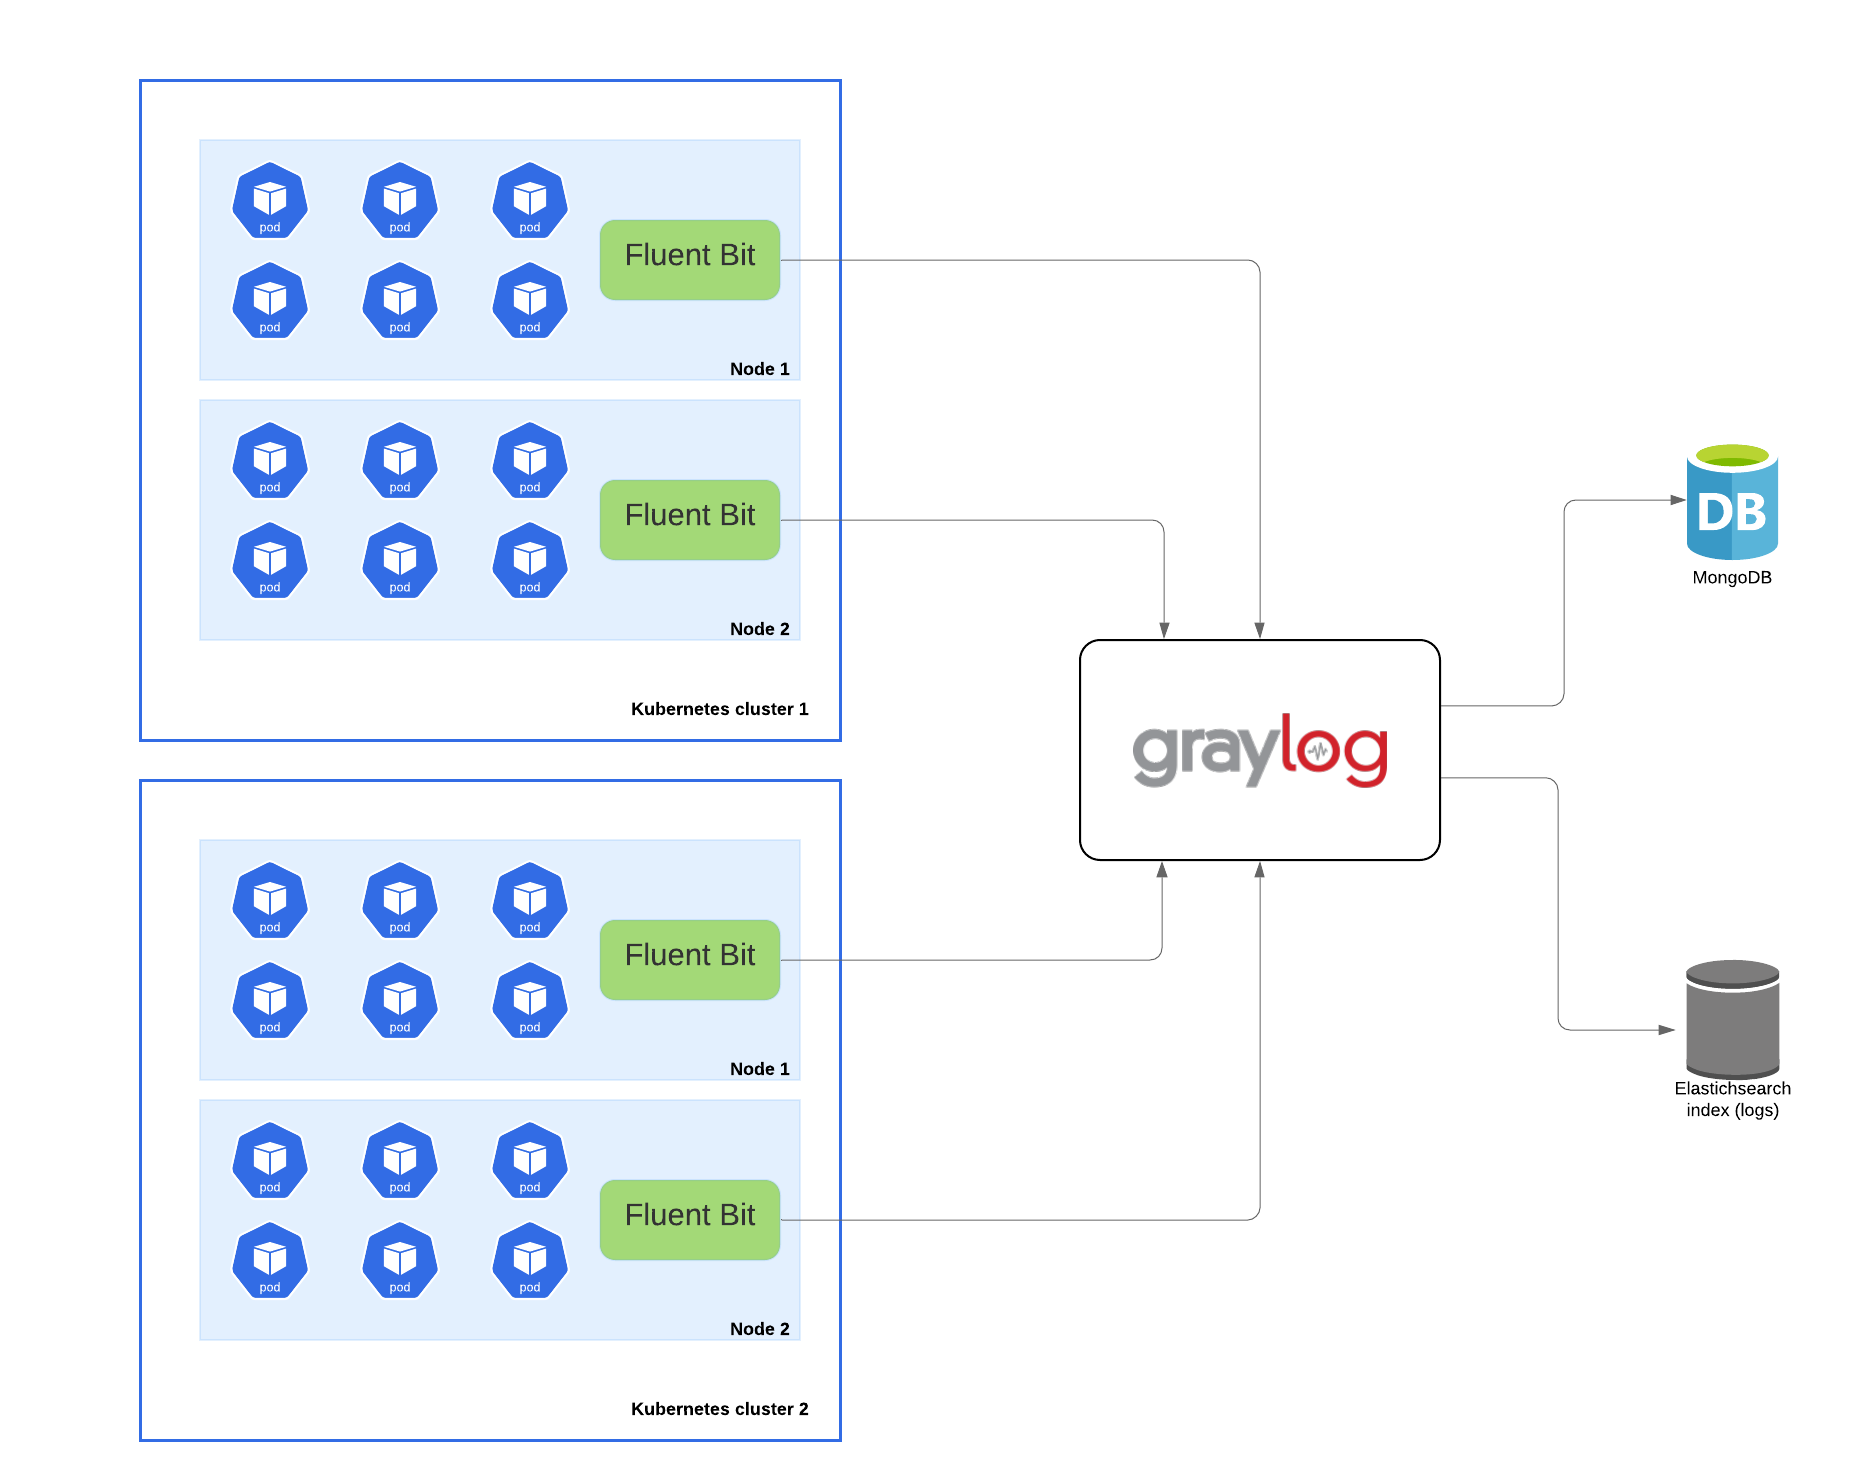 pod
pod
pod
Fluent Bit
pod
pod
pod
Node 1
pod
pod
pod
Fluent Bit
pod
pod
pod
Node 2
Kubernetes cluster 1
pod
pod
pod
Fluent Bit
pod
pod
pod
Node 1
pod
pod
pod
Fluent Bit
pod
pod
pod
Node 2
Kubernetes cluster 2
graylog
DB
MongoDB
Elastichsearch
index (logs)